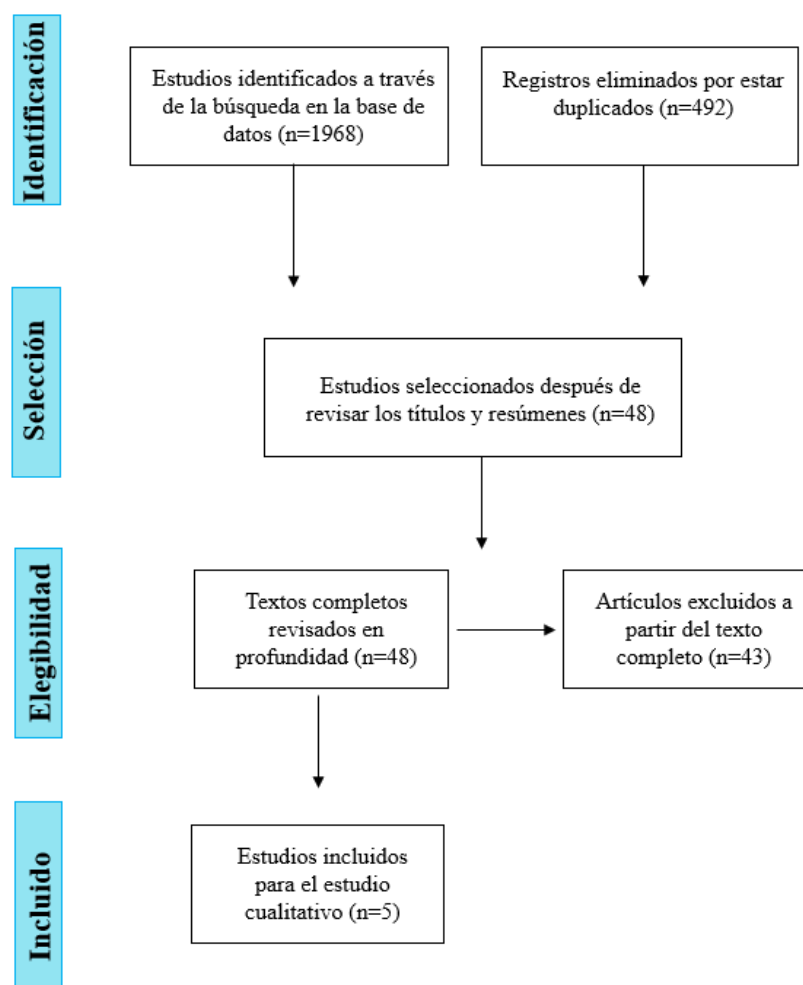 Identificación
Estudios identificados a través
de la búsqueda en la base de
datos (n=1968)
Registros eliminados por estar
duplicados (n=492)
Selección
Estudios seleccionados después de
revisar los títulos y resúmenes (n=48)
Elegibilidad
Textos completos
revisados en
profundidad (n=48)
Artículos excluidos a
partir del texto
completo (n=43)
Incluido
Estudios incluidos
para el estudio
cualitativo (n=5)